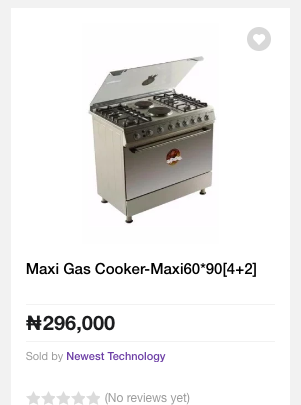 Maxi Gas Cooker-Maxi60*90[4+2]
₦296,000
Sold by Newest Technology
(No reviews yet)